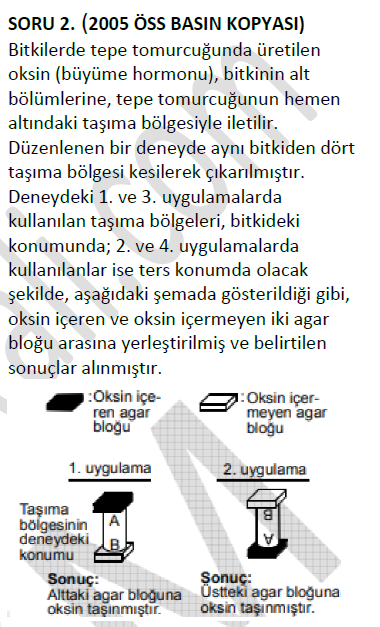 SORU 2. (2005 ÖSS BASIN KOPYASI)
Bitkilerde tepe tomurcuğunda üretilen
oksin (büyüme hormonu), bitkinin alt
bölümlerine, tepe tomurcuğunun hemen
altındaki taşıma bölgesiyle iletilir.
Düzenlenen bir deneyde aynı bitkiden dört
taşıma bölgesi kesilerek çıkarılmıştır.
Deneydeki 1. ve 3. uygulamalarda
kullanılan taşıma bölgeleri, bitkideki
konumunda; 2. ve 4. uygulamalarda
kullanılanlar ise ters konumda olacak
şekilde, aşağıdaki şemada gösterildiği gibi,
oksin içeren ve oksin içermeyen iki agar
bloğu arasına yerleştirilmiş ve belirtilen
sonuçlar alınmıştır.
:Oksin içe-
ren agar
bloğu
:Oksin içer-
meyen agar
bloğu
1. uygulama
Taşıma
bölgesinin
deneydeki
konumu
A
B
Sonuç:
Alttaki agar bloğuna
oksin taşınmıştır.
2. uygulama
B
A
Sonuç:
Üstteki agar bloğuna
oksin taşınmıştır.